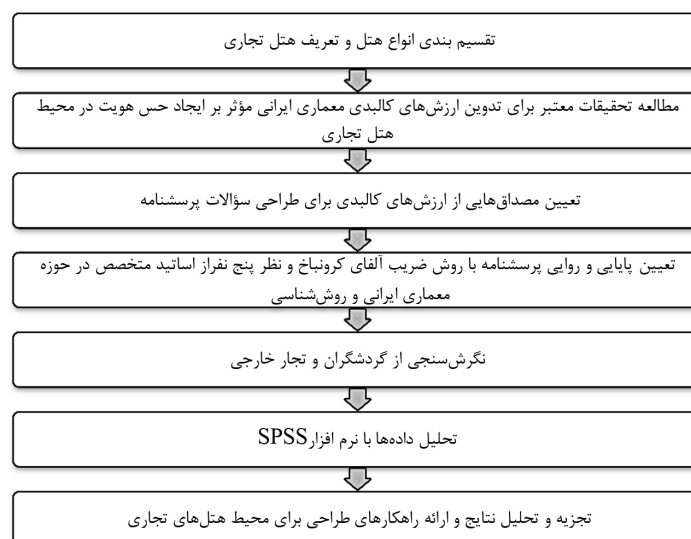 تقسیم بندی انواع هتل و تعریف هتل تجاری
مطالعه تحقیقات معتبر برای تدوین ارزش‌های کالبدی معماری ایرانی مؤثر بر ایجاد حس هویت در محیط
هتل تجاری
تعیین مصداق‌هایی از ارزش‌های کالبدی برای طراحی سؤالات پرسشنامه
تعیین پایایی و روایی پرسشنامه با روش ضریب آلفای کرونباخ و نظر پنج نفراز اساتید متخصص در حوزه
معماری ایرانی و روش‌شناسی
نگرش‌سنجی از گردشگران و تجار خارجی
تحلیل داده‌ها با نرم افزارSPSS
تجزیه و تحلیل نتایج و ارائه راهکارهای طراحی برای محیط هتل‌های تجاری